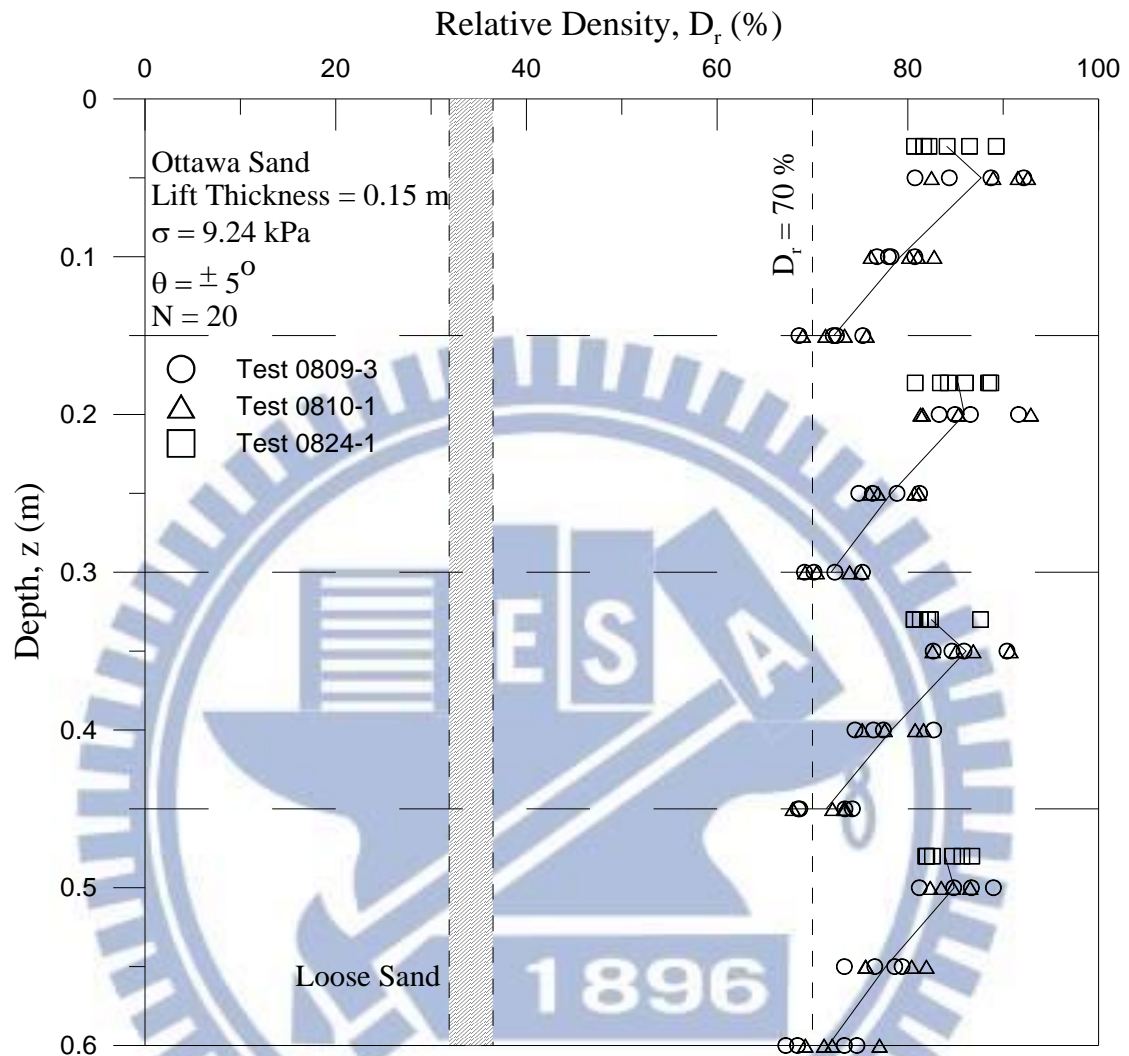 Relative Density, Dᵣ (%)
0 20 40 60 80 100
0
Ottawa Sand
Lift Thickness = 0.15 m
σ = 9.24 kPa
θ = ± 5°
N = 20
Dᵣ = 70 %
0.1
Test 0809-3
Test 0810-1
Test 0824-1
0.2
Depth, z (m)
0.3
E S A
0.4
0.5
Loose Sand
1896
0.6